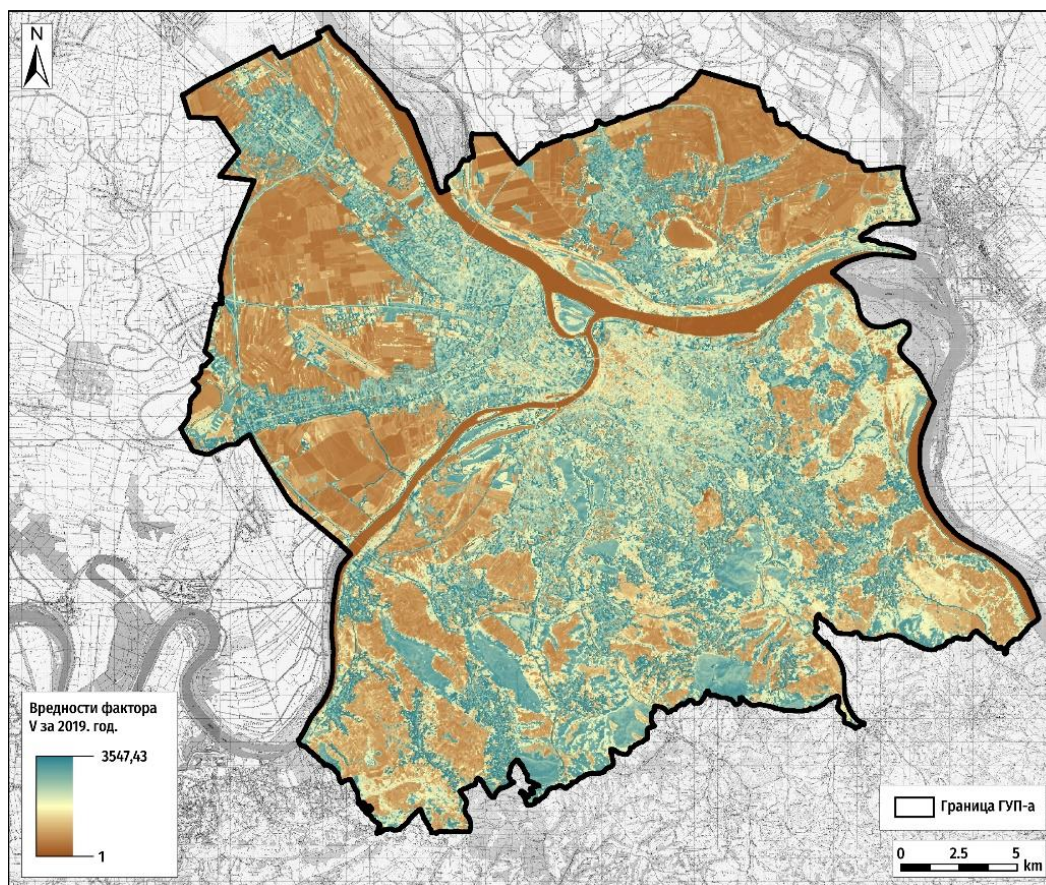 N
Вредности фактора
V за 2019. год.
3547,43
1
Граница ГУП-а
0 2.5 5
km